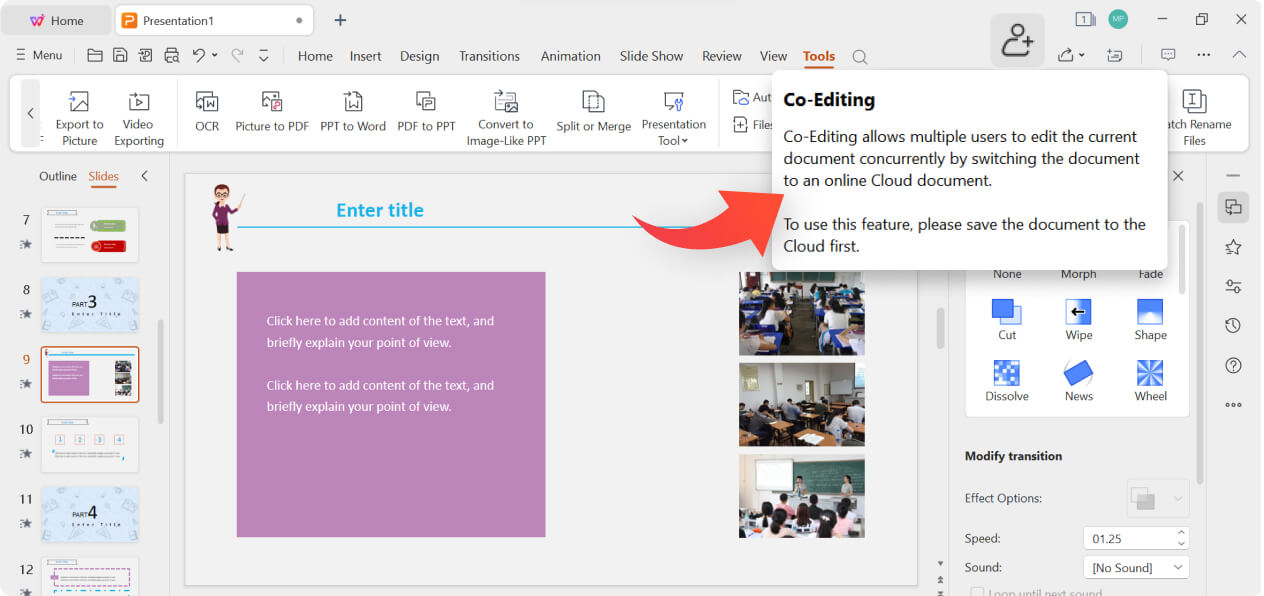 Home
Presentation1
1
MP
Menu
Home Insert Design Transitions Animation Slide Show Review View Tools
Export to
Picture
Video
Exporting
OCR
Picture to PDF
PPT to Word
PDF to PPT
Convert to
Image-Like PPT
Split or Merge
Presentation
Tool
Aut
Files
atch Rename
Files
Co-Editing
Co-Editing allows multiple users to edit the current
document concurrently by switching the document
to an online Cloud document.
To use this feature, please save the document to the
Cloud first.
Outline Slides
7
8
PART 3
Enter Title
9
10
1 2 3 4
11
PART 4
Enter Title
12
Enter title
Click here to add content of the text, and
briefly explain your point of view.
Click here to add content of the text, and
briefly explain your point of view.
None Morph Fade
Cut Wipe Shape
Dissolve News Wheel
Modify transition
Effect Options:
Speed: 01.25
Sound: [No Sound]
Loop until next sound